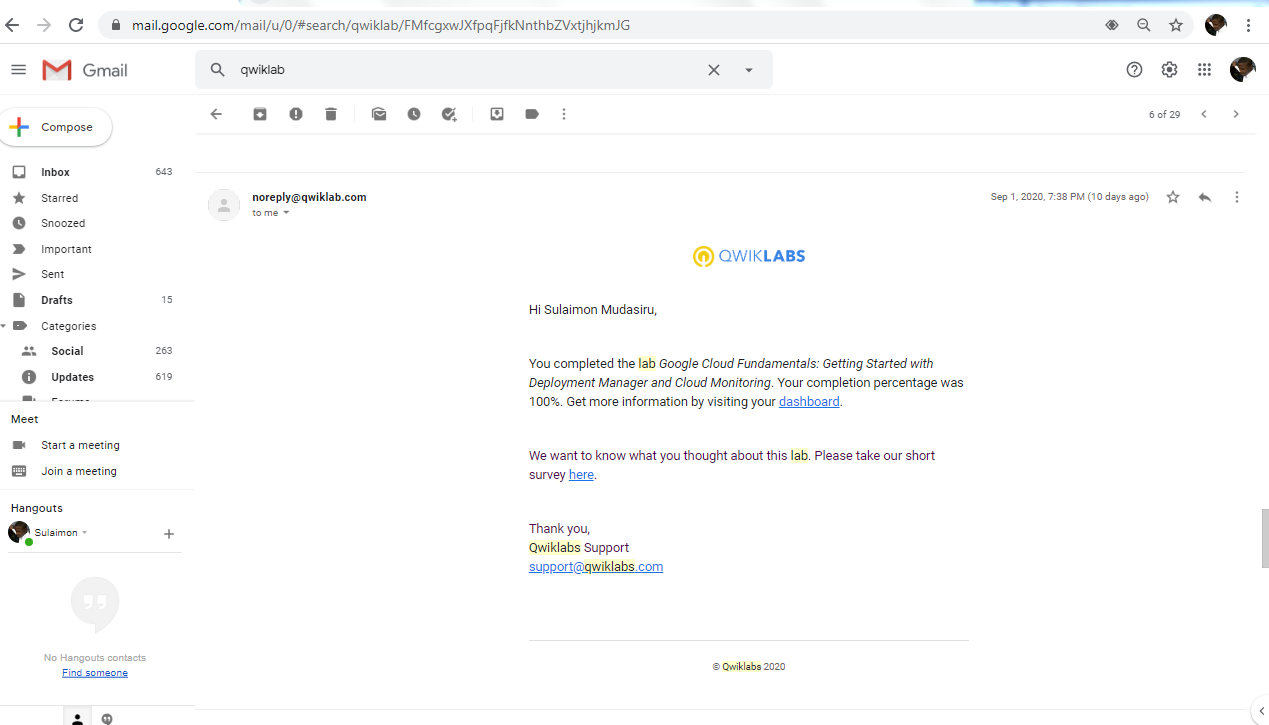 mail.google.com/mail/u/0/#search/qwiklab/FMfcgxwJXfpqFjfkNnthbZVxtjhjkmJG
Gmail
qwiklab
Compose
6 of 29
Inbox 643
Starred
Snoozed
Important
Sent
Drafts 15
Categories
Social 263
Updates 619
Forums
Meet
Start a meeting
Join a meeting
Hangouts
Sulaimon
No Hangouts contacts
Find someone
noreply@qwiklab.com
to me
Sep 1, 2020, 7:38 PM (10 days ago)
QWIKLABS
Hi Sulaimon Mudasiru,
You completed the lab Google Cloud Fundamentals: Getting Started with
Deployment Manager and Cloud Monitoring. Your completion percentage was
100%. Get more information by visiting your dashboard.
We want to know what you thought about this lab. Please take our short
survey here.
Thank you,
Qwiklabs Support
support@qwiklabs.com
© Qwiklabs 2020